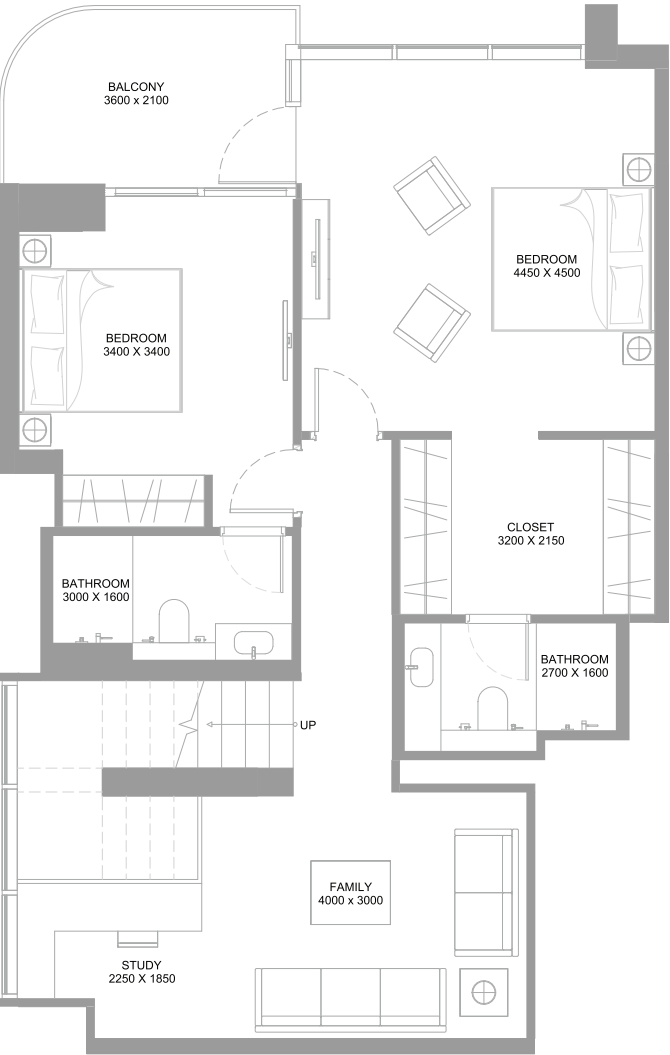 BALCONY
3600 x 2100
BEDROOM
4450 X 4500
BEDROOM
3400 X 3400
CLOSET
3200 X 2150
BATHROOM
3000 X 1600
BATHROOM
2700 X 1600
UP
FAMILY
4000 x 3000
STUDY
2250 X 1850